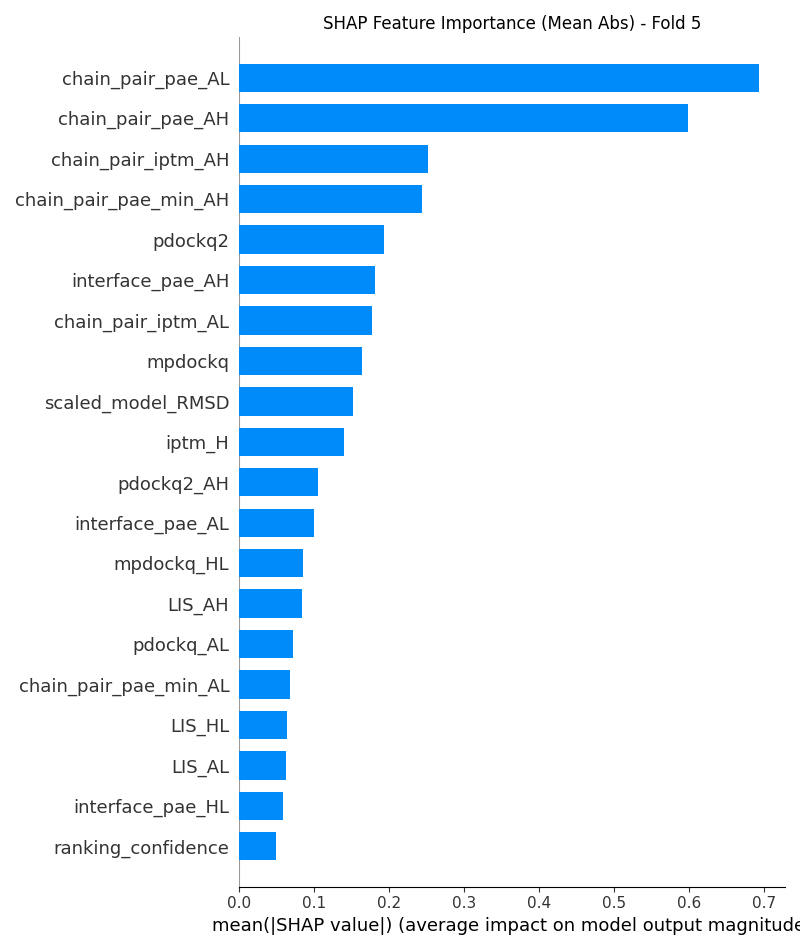 SHAP Feature Importance (Mean Abs) - Fold 5
chain_pair_pae_AL
chain_pair_pae_AH
chain_pair_iptm_AH
chain_pair_pae_min_AH
pdockq2
interface_pae_AH
chain_pair_iptm_AL
mpdockq
scaled_model_RMSD
iptm_H
pdockq2_AH
interface_pae_AL
mpdockq_HL
LIS_AH
pdockq_AL
chain_pair_pae_min_AL
LIS_HL
LIS_AL
interface_pae_HL
ranking_confidence
0.0 0.1 0.2 0.3 0.4 0.5 0.6 0.7
mean(|SHAP value|) (average impact on model output magnitude